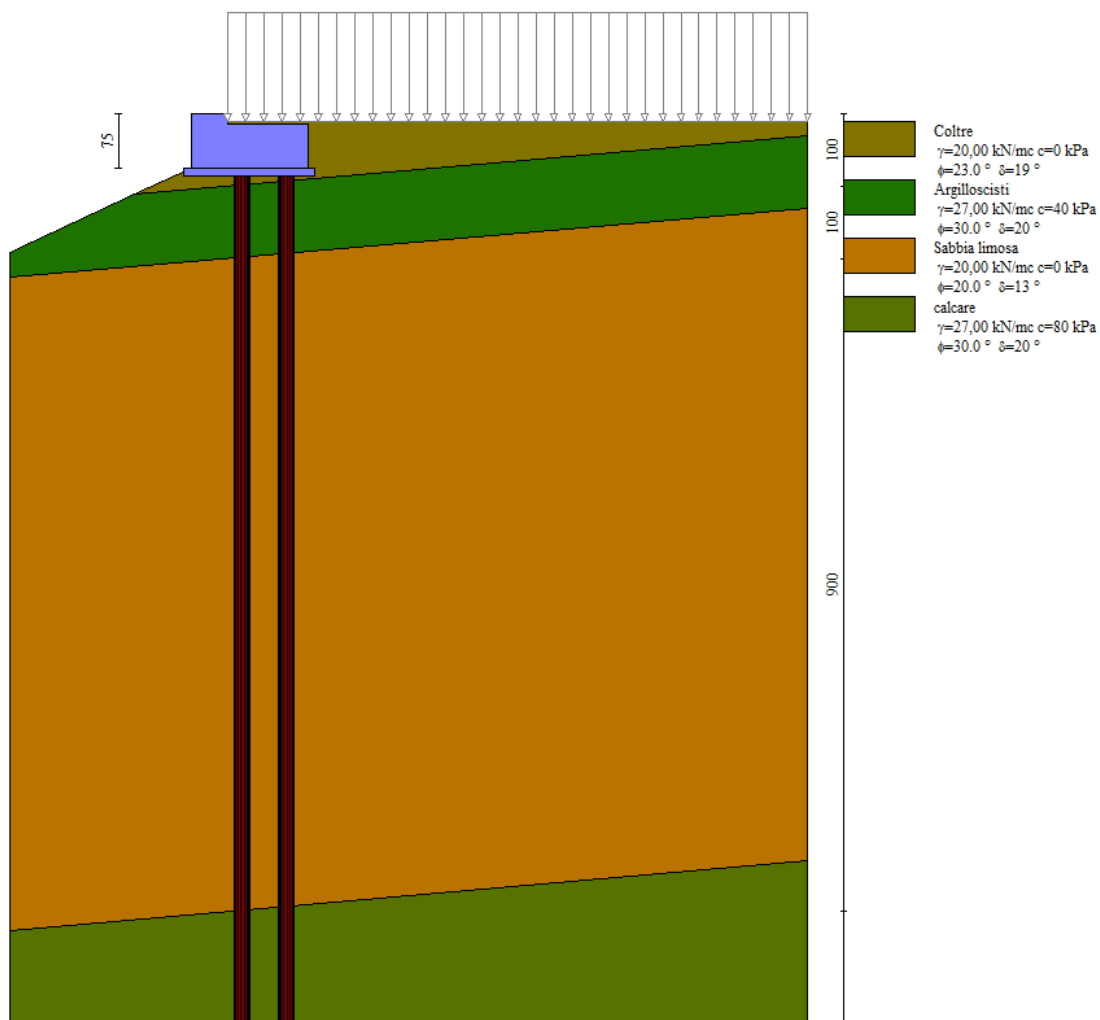 75
100
100
900
Coltre
γ=20,00 kN/mc c=0 kPa
ϕ=23.0 ° δ=19 °
Argilloscisti
γ=27,00 kN/mc c=40 kPa
ϕ=30.0 ° δ=20 °
Sabbia limosa
γ=20,00 kN/mc c=0 kPa
ϕ=20.0 ° δ=13 °
calcare
γ=27,00 kN/mc c=80 kPa
ϕ=30.0 ° δ=20 °